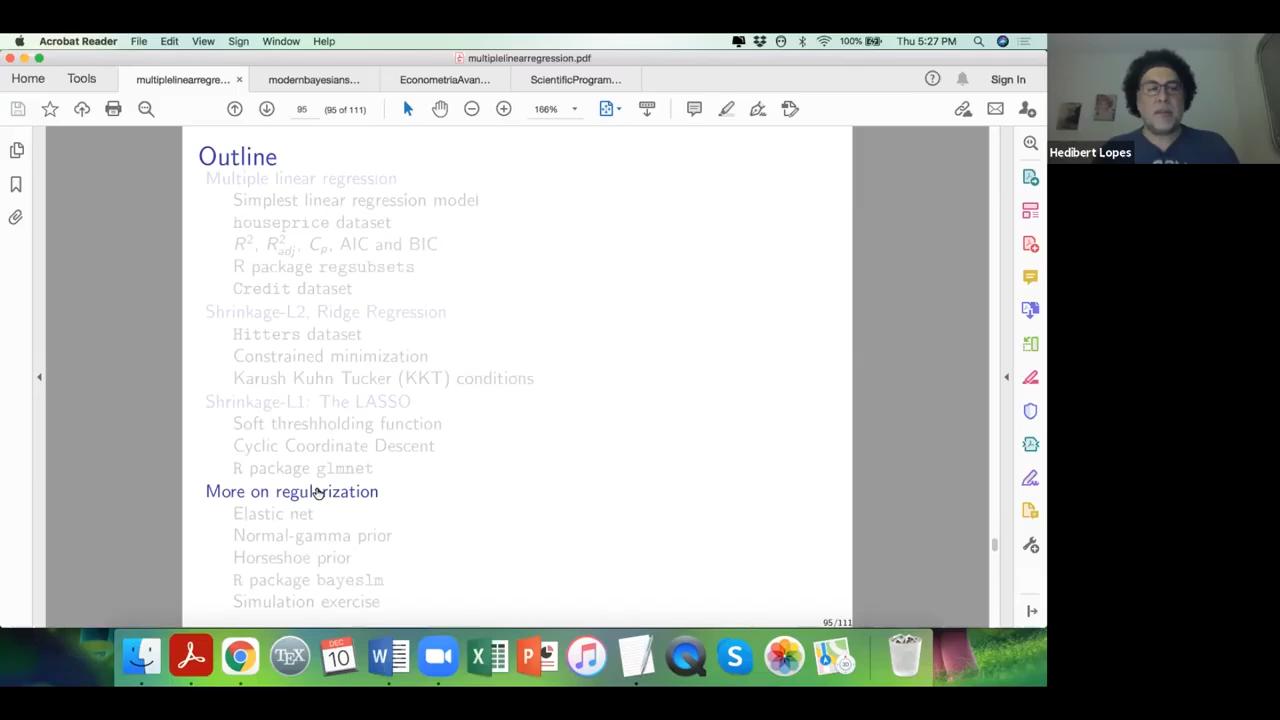 Acrobat Reader File Edit View Sign Window Help 100% Thu 5:27 PM
multiplelinearregression.pdf
Home Tools multiplelinearregre... × modernbayesians... EconometriaAvan... ScientificProgram... Sign In
95 (95 of 111) 166%
Hedibert Lopes
Outline
Multiple linear regression
Simplest linear regression model
houseprice dataset
R², R²adj, Cp, AIC and BIC
R package regsubsets
Credit dataset
Shrinkage-L2, Ridge Regression
Hitters dataset
Constrained minimization
Karush Kuhn Tucker (KKT) conditions
Shrinkage-L1: The LASSO
Soft threshholding function
Cyclic Coordinate Descent
R package glmnet
More on regularization
Elastic net
Normal-gamma prior
Horseshoe prior
R package bayeslm
Simulation exercise
95/111
TEX DEC 10 W X P S